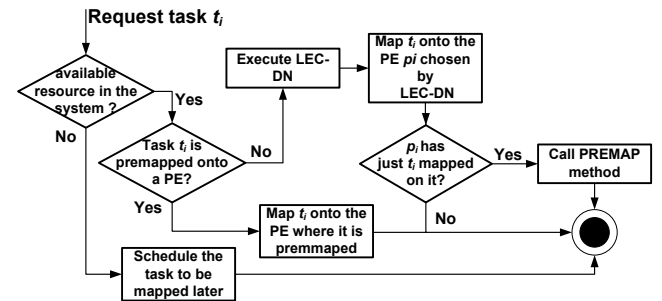 Request task ti
available
resource in the
system ?
Yes
No
Task ti is
premapped onto
a PE?
No
Yes
Execute LEC-
DN
Map ti onto the
PE pi chosen
by
LEC-DN
pi has
just ti mapped
on it?
Yes
No
Call PREMAP
method
Map ti onto the
PE where it is
premmaped
Schedule the
task to be
mapped later